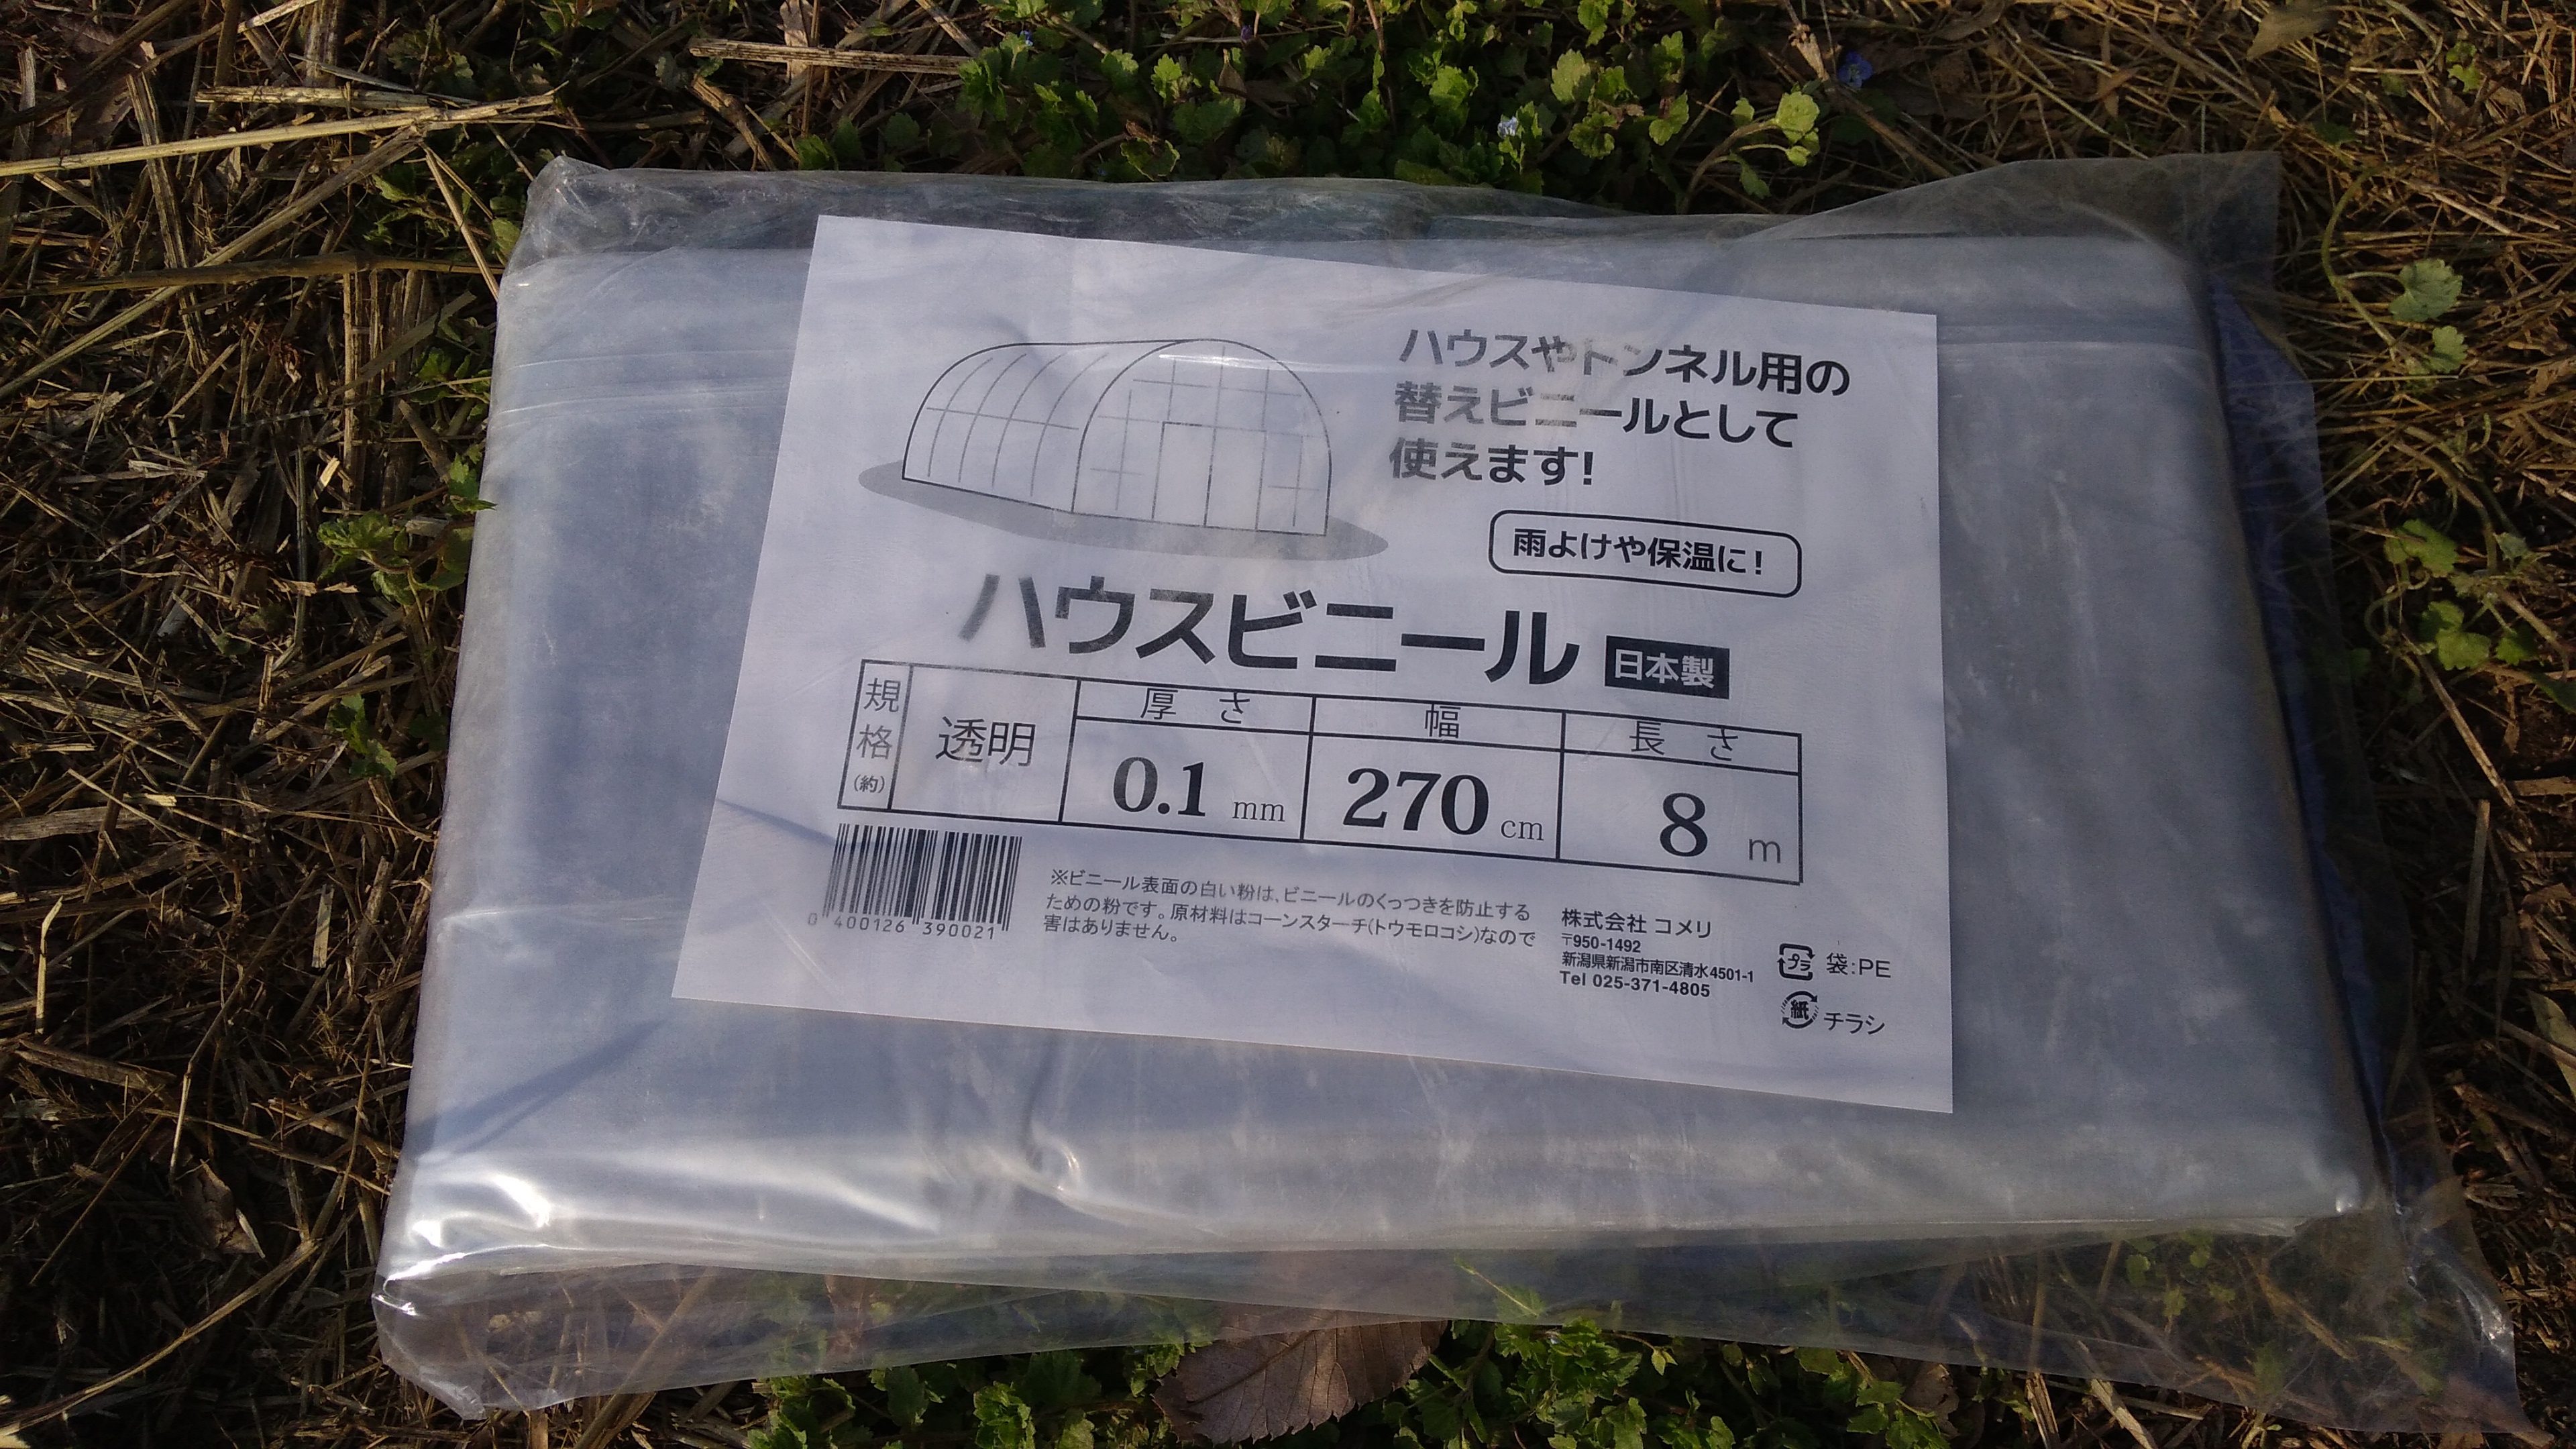 ハウスやトンネル用の
替えビニールとして
使えます!
雨よけや保温に!
ハウスビニール 日本製
規格(約) 透明 厚さ 幅 長さ
0.1 mm 270 cm 8 m
0 400126 390021
※ビニール表面の白い粉は、ビニールのくっつきを防止する
ための粉です。原材料はコーンスターチ(トウモロコシ)なので
害はありません。
株式会社 コメリ
〒950-1492
新潟県新潟市南区清水4501-1
Tel 025-371-4805
プラ 袋:PE
紙 チラシ